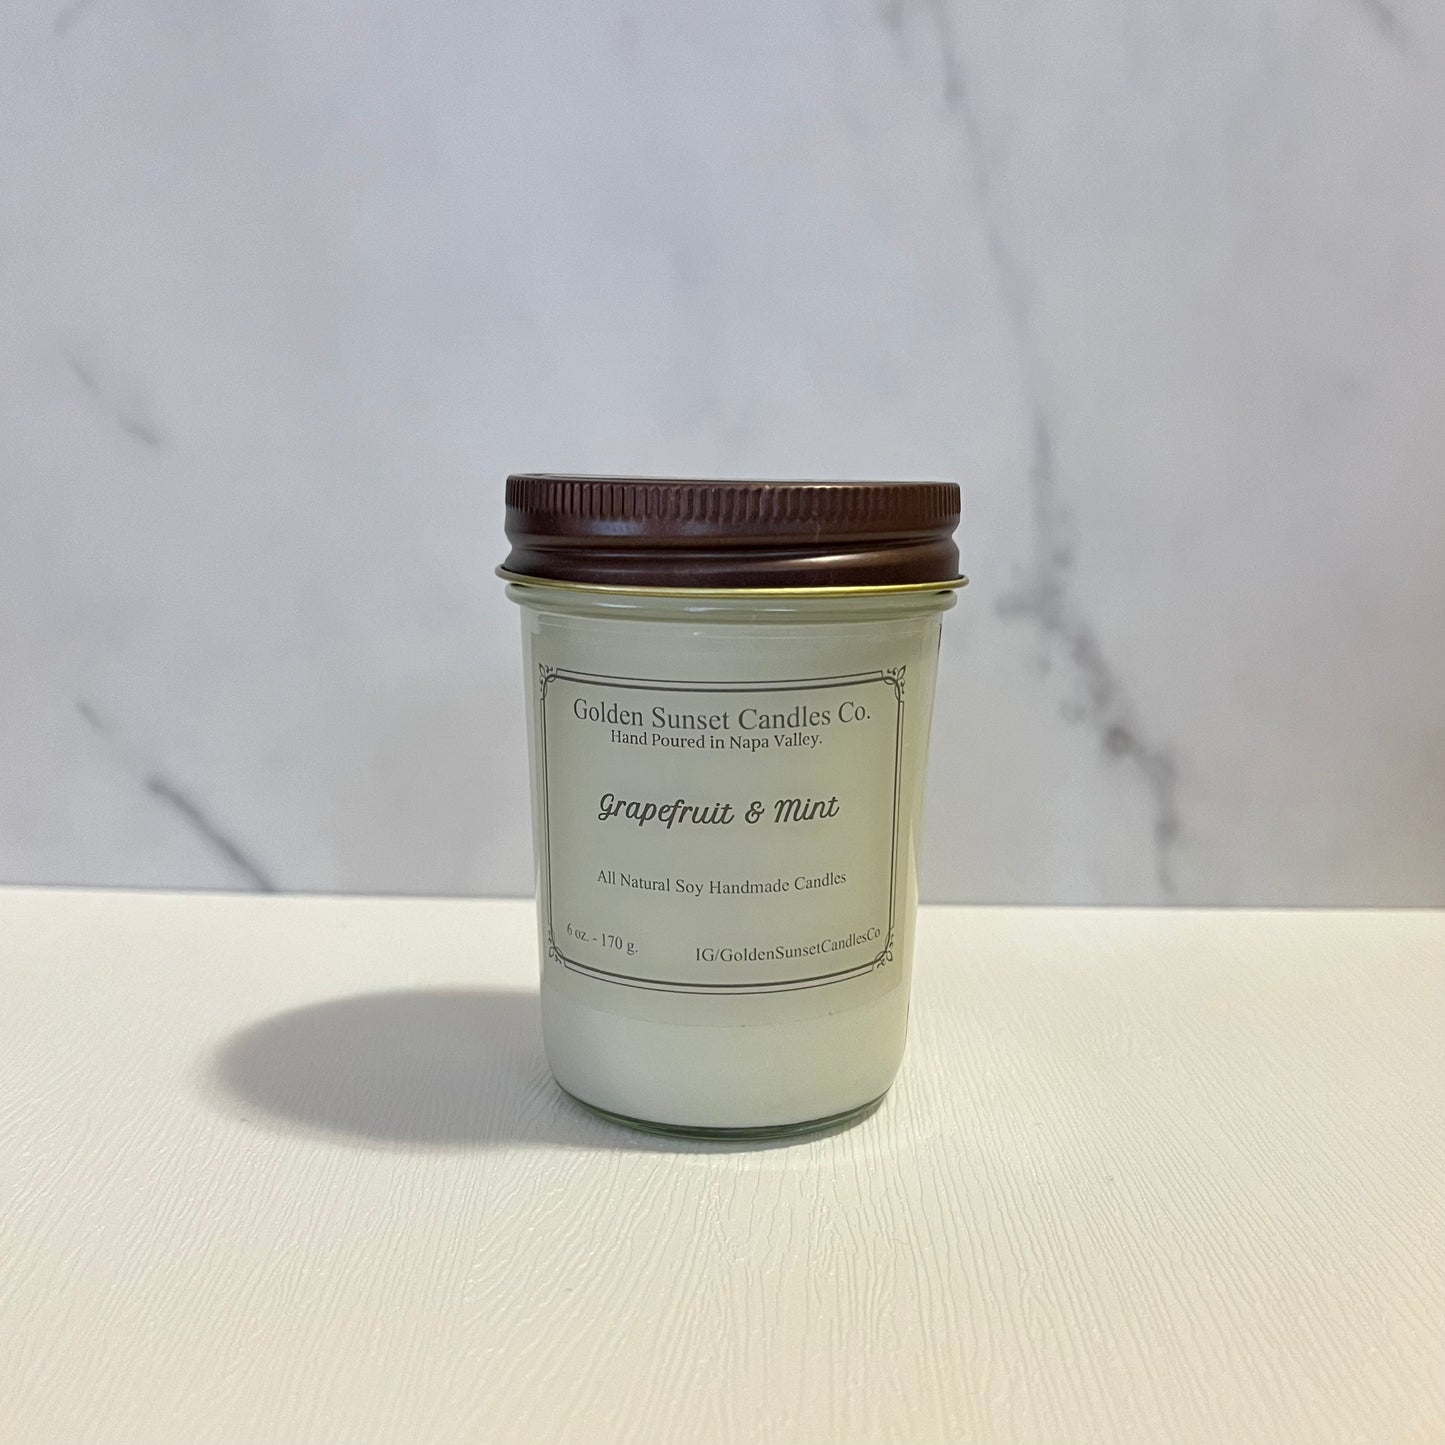 Golden Sunset Candles Co.
Hand Poured in Napa Valley.
Grapefruit & Mint
All Natural Soy Handmade Candles
6 oz. - 170 g.
IG/GoldenSunsetCandlesCo